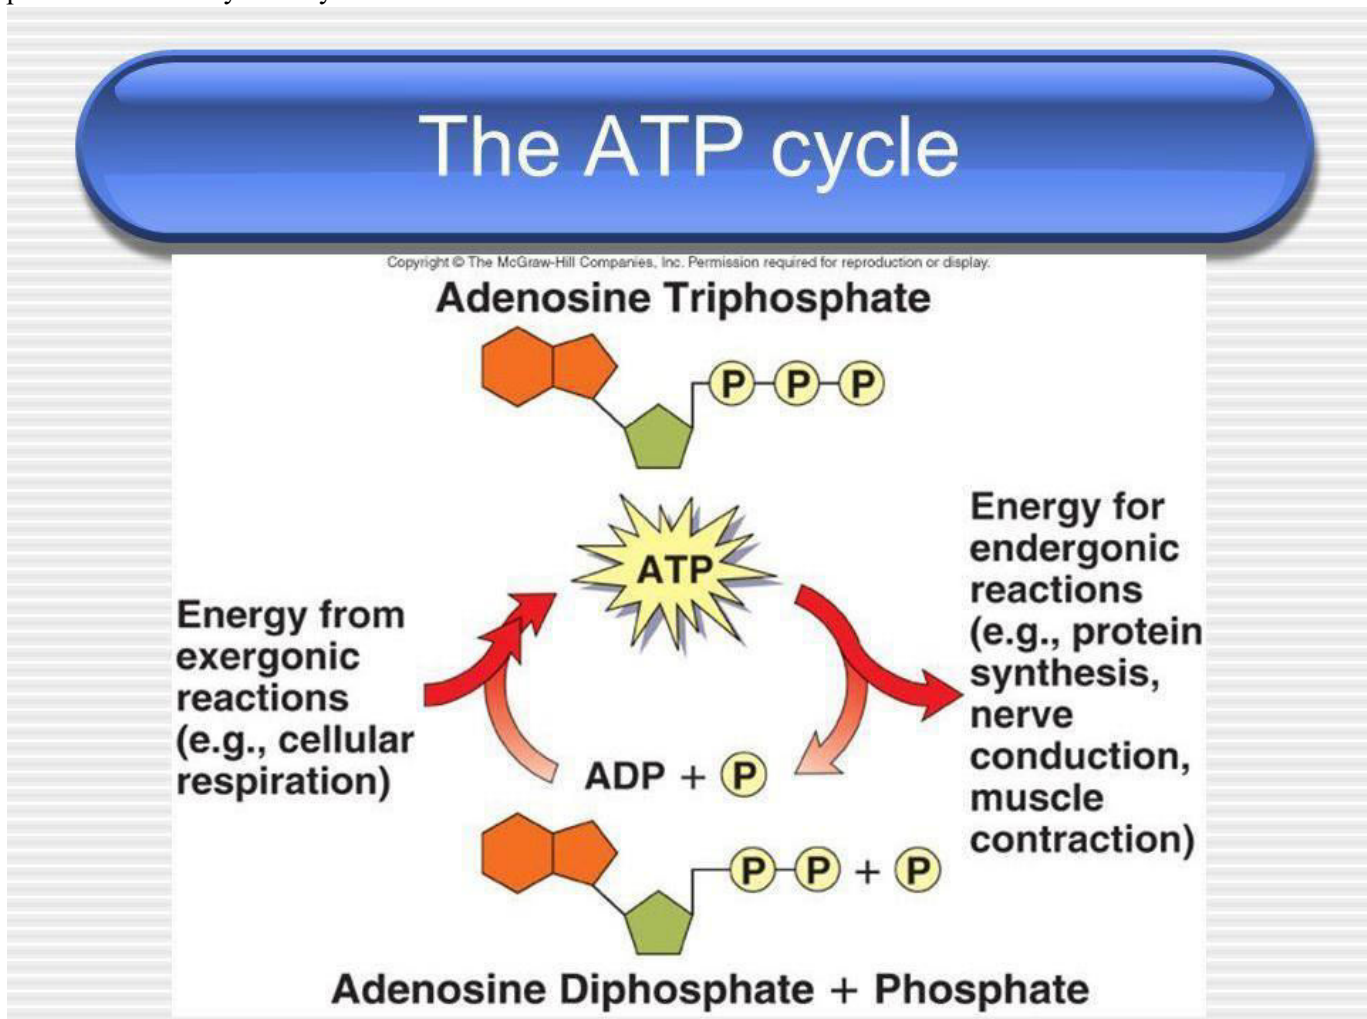 The ATP cycle
Copyright © The McGraw-Hill Companies, Inc. Permission required for reproduction or display.
Adenosine Triphosphate
P P P
ATP
Energy from
exergonic
reactions
(e.g., cellular
respiration)
Energy for
endergonic
reactions
(e.g., protein
synthesis,
nerve
conduction,
muscle
contraction)
ADP + P
P P + P
Adenosine Diphosphate + Phosphate